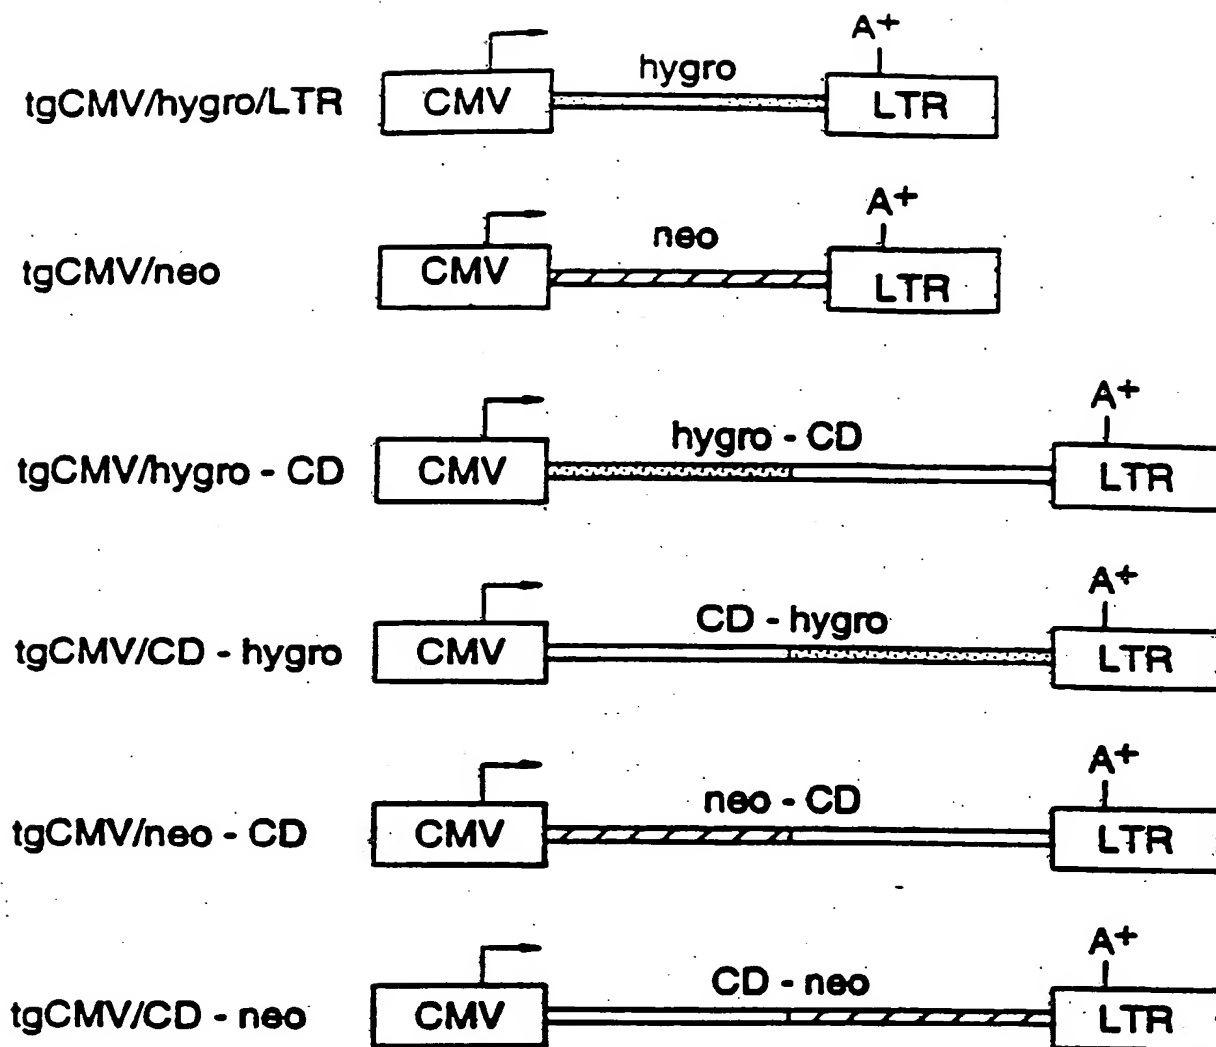 A+
hygro
tgCMV/hygro/LTR CMV LTR
A+
neo
tgCMV/neo CMV LTR
A+
hygro - CD
tgCMV/hygro - CD CMV LTR
A+
CD - hygro
tgCMV/CD - hygro CMV LTR
A+
neo - CD
tgCMV/neo - CD CMV LTR
A+
CD - neo
tgCMV/CD - neo CMV LTR